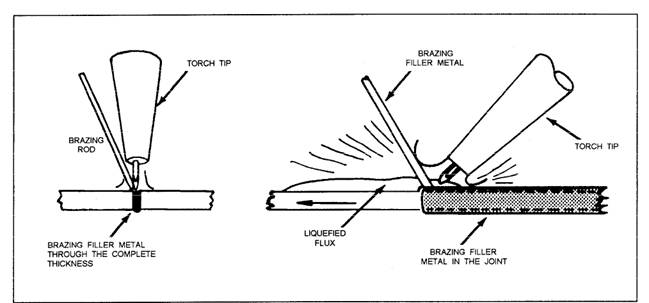 TORCH TIP
BRAZING
ROD
BRAZING FILLER METAL
THROUGH THE COMPLETE
THICKNESS
BRAZING
FILLER METAL
TORCH TIP
LIQUEFIED
FLUX
BRAZING FILLER
METAL IN THE JOINT